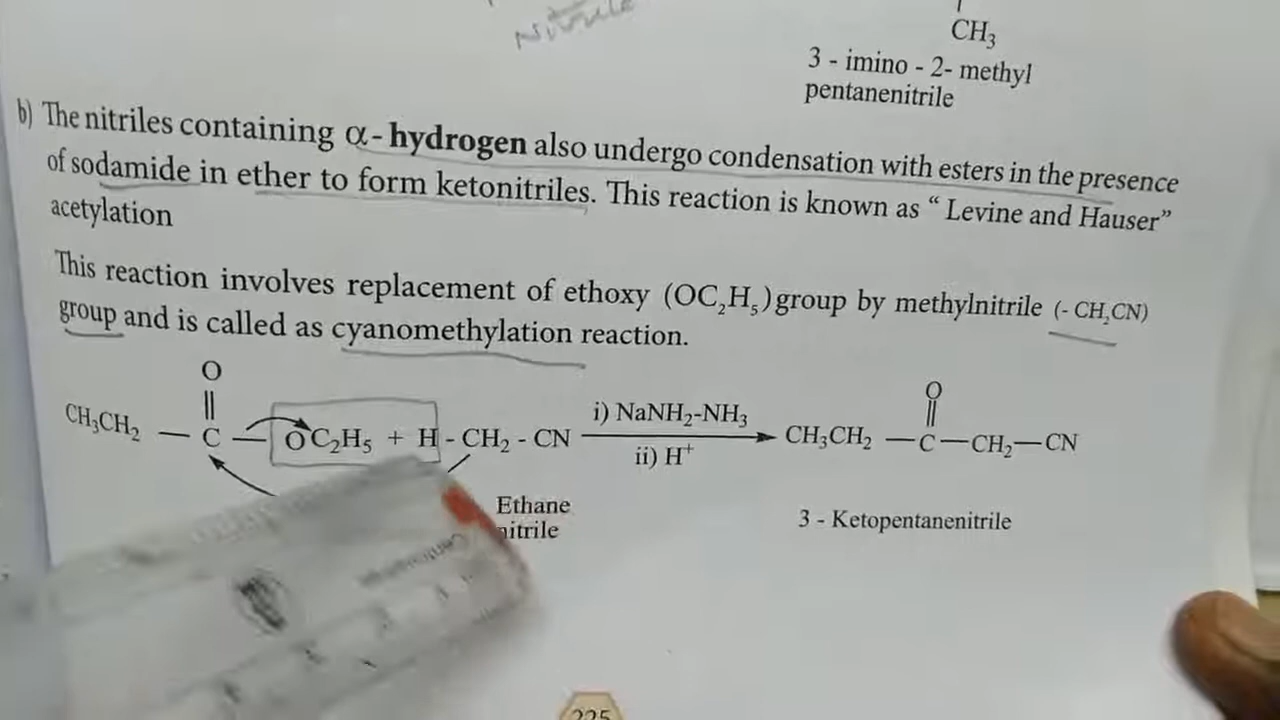 Nitrile
CH₃
3 - imino - 2- methyl
pentanenitrile
b) The nitriles containing α - hydrogen also undergo condensation with esters in the presence
of sodamide in ether to form ketonitriles. This reaction is known as “ Levine and Hauser”
acetylation
This reaction involves replacement of ethoxy (OC₂H₅)group by methylnitrile (- CH₂CN)
group and is called as cyanomethylation reaction.
O
||
CH₃CH₂ — C — OC₂H₅ + H - CH₂ - CN
i) NaNH₂-NH₃
ii) H⁺
O
||
CH₃CH₂ —C—CH₂—CN
Ethane
nitrile
3 - Ketopentanenitrile
225